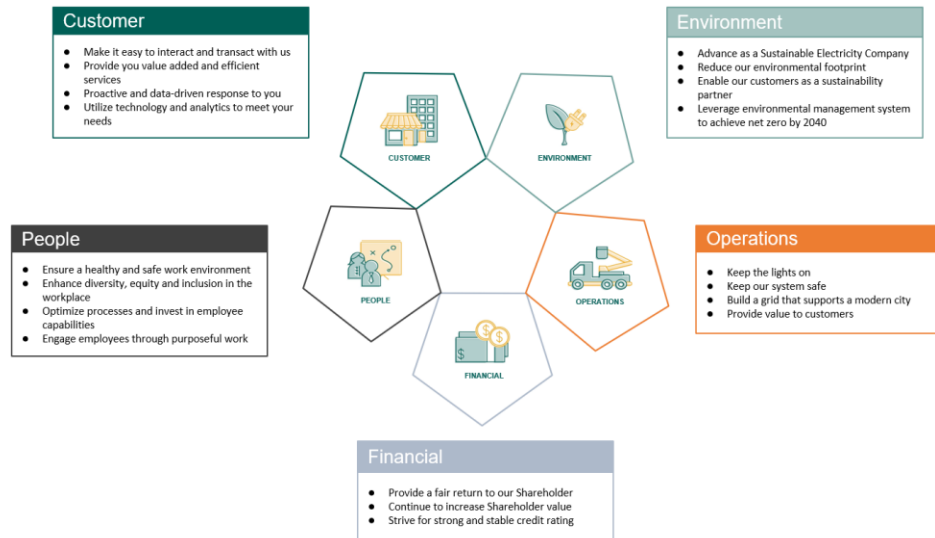 Customer
● Make it easy to interact and transact with us
● Provide you value added and efficient
services
● Proactive and data-driven response to you
● Utilize technology and analytics to meet your
needs
Environment
● Advance as a Sustainable Electricity Company
● Reduce our environmental footprint
● Enable our customers as a sustainability
partner
● Leverage environmental management system
to achieve net zero by 2040
CUSTOMER
ENVIRONMENT
People
● Ensure a healthy and safe work environment
● Enhance diversity, equity and inclusion in the
workplace
● Optimize processes and invest in employee
capabilities
● Engage employees through purposeful work
PEOPLE
OPERATIONS
Operations
● Keep the lights on
● Keep our system safe
● Build a grid that supports a modern city
● Provide value to customers
$ $
$
FINANCIAL
Financial
● Provide a fair return to our Shareholder
● Continue to increase Shareholder value
● Strive for strong and stable credit rating